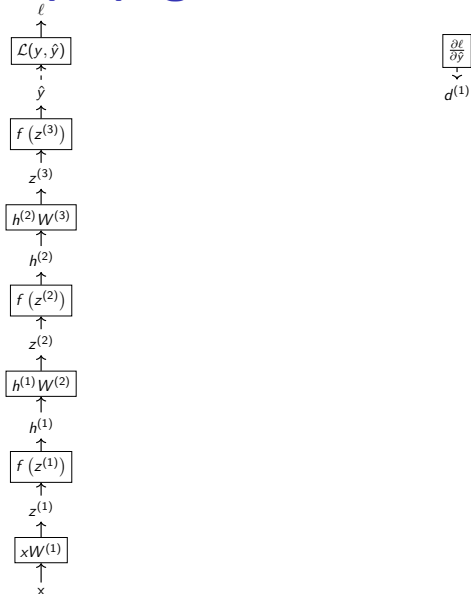 ℓ
ℒ(y, ŷ)
ŷ
f (z⁽³⁾)
z⁽³⁾
h⁽²⁾W⁽³⁾
h⁽²⁾
f (z⁽²⁾)
z⁽²⁾
h⁽¹⁾W⁽²⁾
h⁽¹⁾
f (z⁽¹⁾)
z⁽¹⁾
xW⁽¹⁾
x
∂ℓ/∂ŷ
d⁽¹⁾